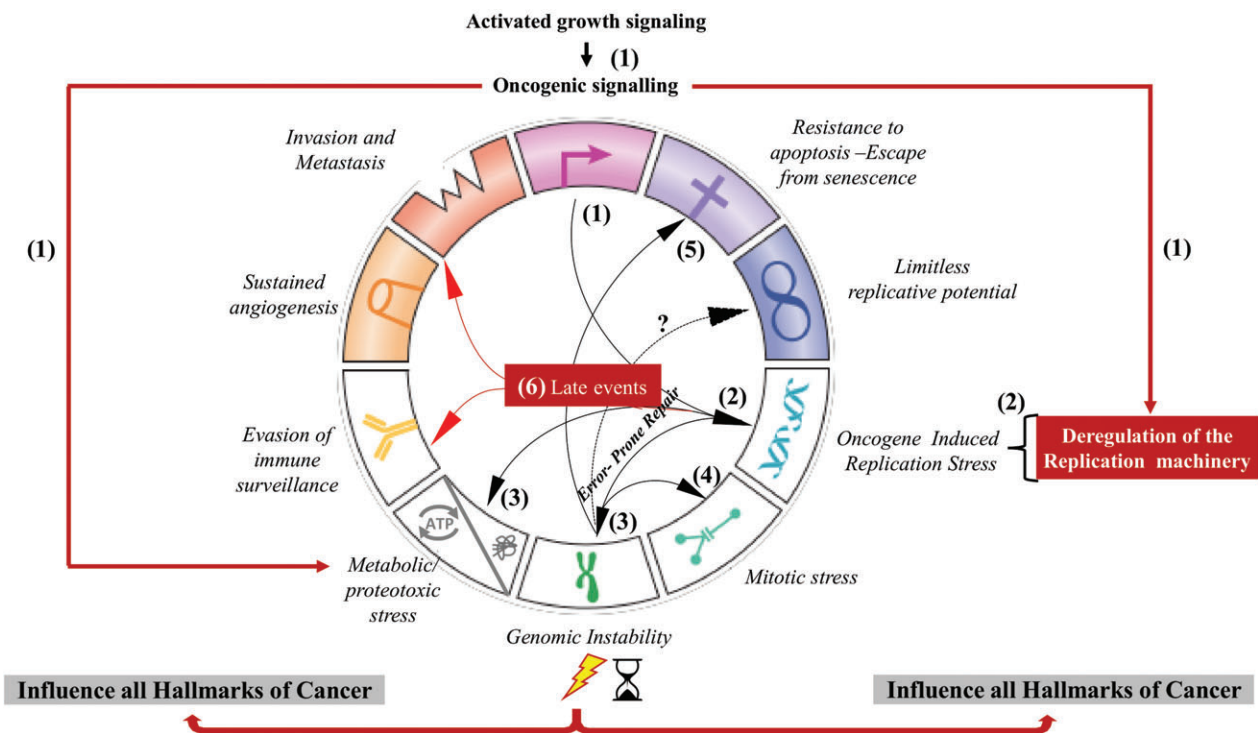 Activated growth signaling
(1)
Oncogenic signalling
Invasion and
Metastasis
Resistance to
apoptosis –Escape
from senescence
(1)
(5)
(1)
(1)
Sustained
angiogenesis
Limitless
replicative potential
?
(6) Late events
(2)
Error- Prone Repair
(2)
Evasion of
immune
surveillance
Oncogene Induced
Replication Stress
Deregulation of the
Replication machinery
(3)
(4)
(3)
ATP
Metabolic/
proteotoxic
stress
Mitotic stress
Genomic Instability
Influence all Hallmarks of Cancer
Influence all Hallmarks of Cancer